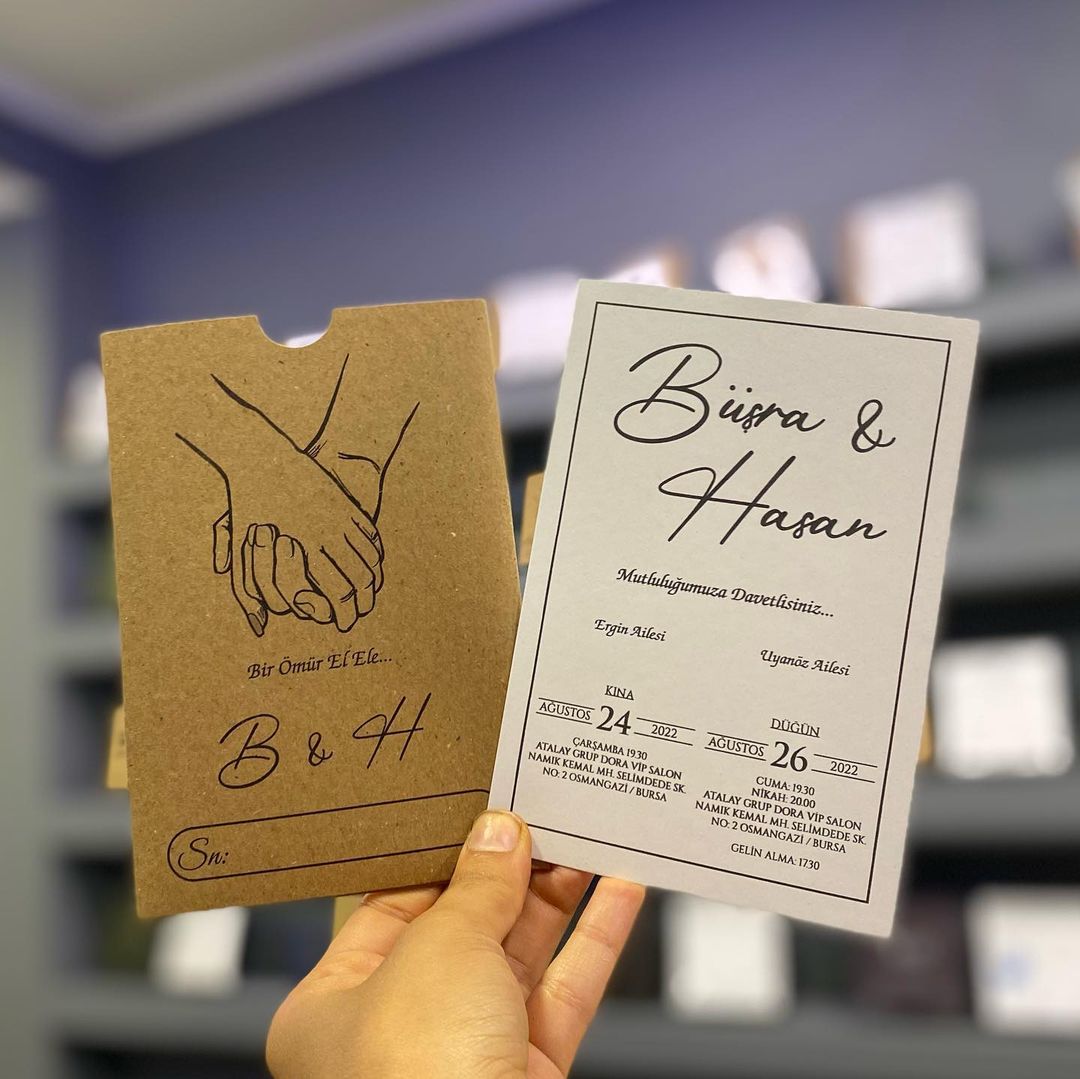 Bir Ömür El Ele...
B & H
Sn:
Büşra &
Hasan
Mutluluğumuza Davetlisiniz...
Ergin Ailesi
Uyanöz Ailesi
KINA
AĞUSTOS 24 2022
ÇARŞAMBA 19.30
ATALAY GRUP DORA VİP SALON
NAMIK KEMAL MH. SELİMDEDE SK.
NO: 2 OSMANGAZİ / BURSA
DÜĞÜN
AĞUSTOS 26 2022
CUMA: 19.30
NİKAH: 20.00
ATALAY GRUP DORA VİP SALON
NAMIK KEMAL MH. SELİMDEDE SK.
NO: 2 OSMANGAZİ / BURSA
GELİN ALMA: 17.30